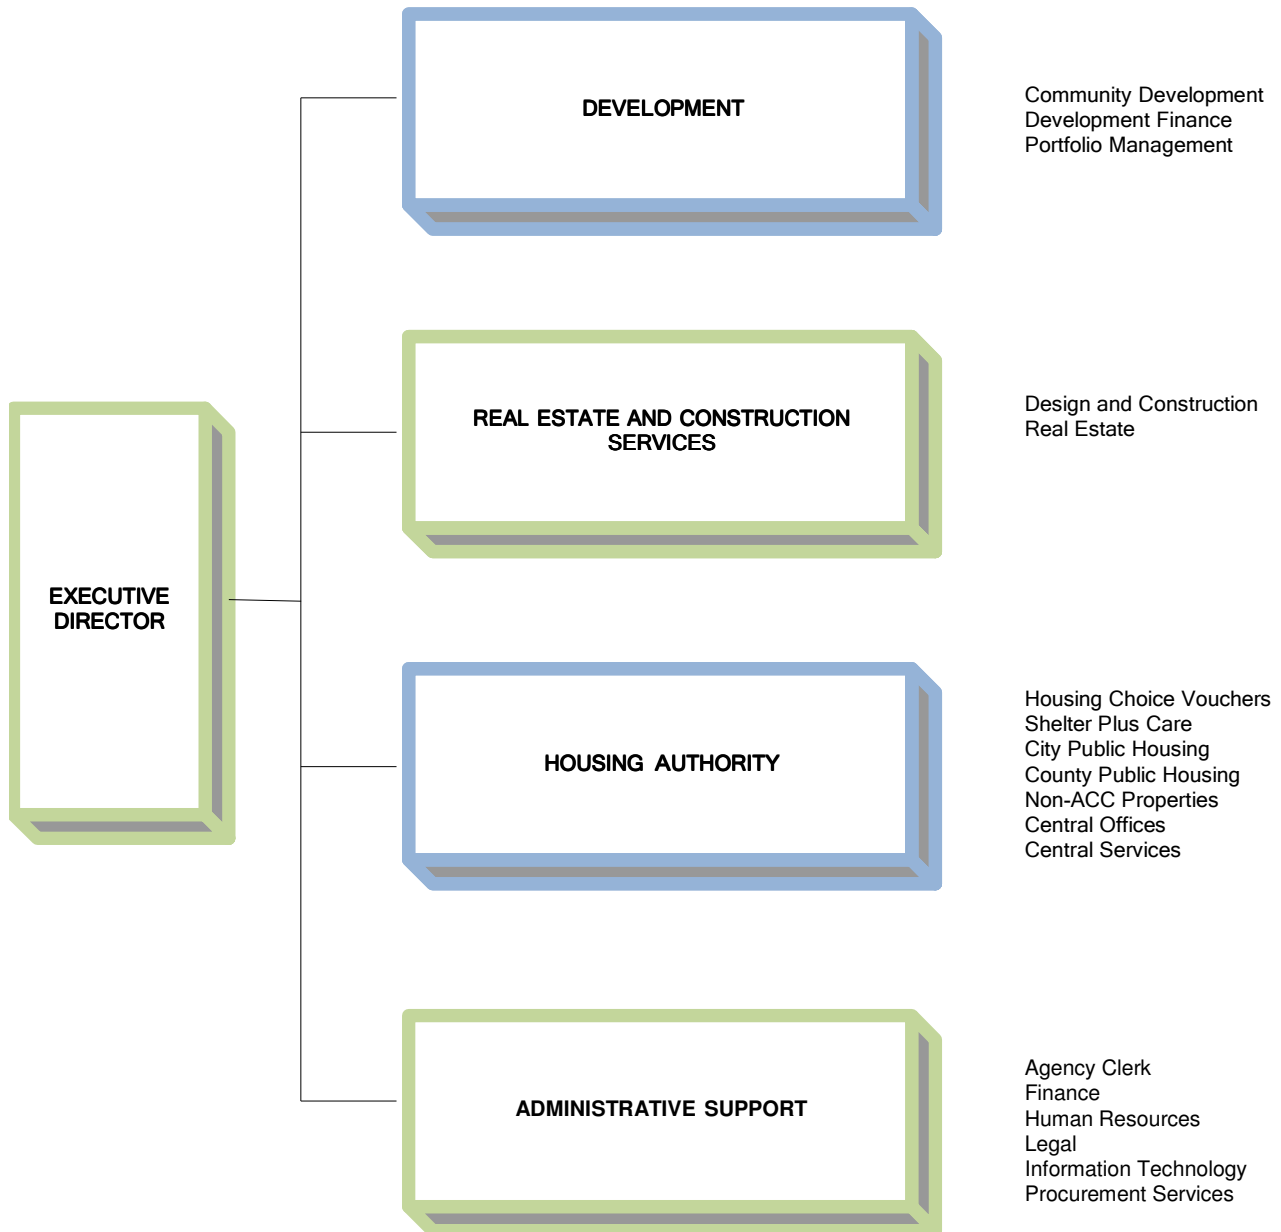 DEVELOPMENT
Community Development
Development Finance
Portfolio Management
REAL ESTATE AND CONSTRUCTION
SERVICES
Design and Construction
Real Estate
EXECUTIVE
DIRECTOR
HOUSING AUTHORITY
Housing Choice Vouchers
Shelter Plus Care
City Public Housing
County Public Housing
Non-ACC Properties
Central Offices
Central Services
ADMINISTRATIVE SUPPORT
Agency Clerk
Finance
Human Resources
Legal
Information Technology
Procurement Services